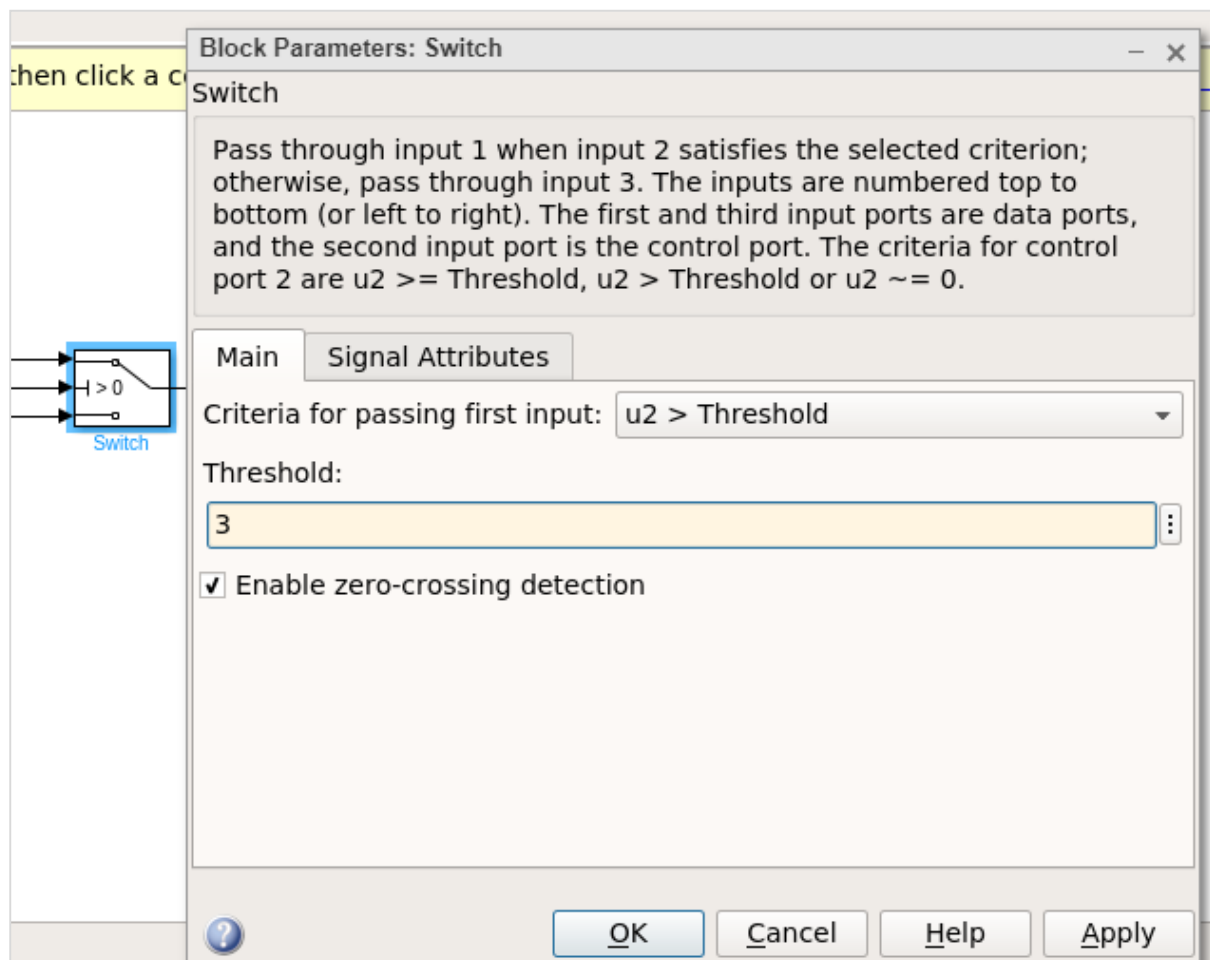 Block Parameters: Switch
then click a c
Switch
Pass through input 1 when input 2 satisfies the selected criterion;
otherwise, pass through input 3. The inputs are numbered top to
bottom (or left to right). The first and third input ports are data ports,
and the second input port is the control port. The criteria for control
port 2 are u2 >= Threshold, u2 > Threshold or u2 ~= 0.
Main Signal Attributes
> 0
Switch
Criteria for passing first input: u2 > Threshold
Threshold:
3
Enable zero-crossing detection
OK Cancel Help Apply